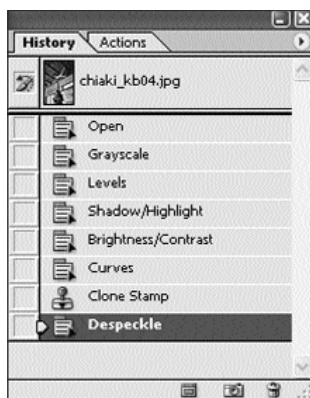 History Actions
chiaki_kb04.jpg
Open
Grayscale
Levels
Shadow/Highlight
Brightness/Contrast
Curves
Clone Stamp
Despeckle